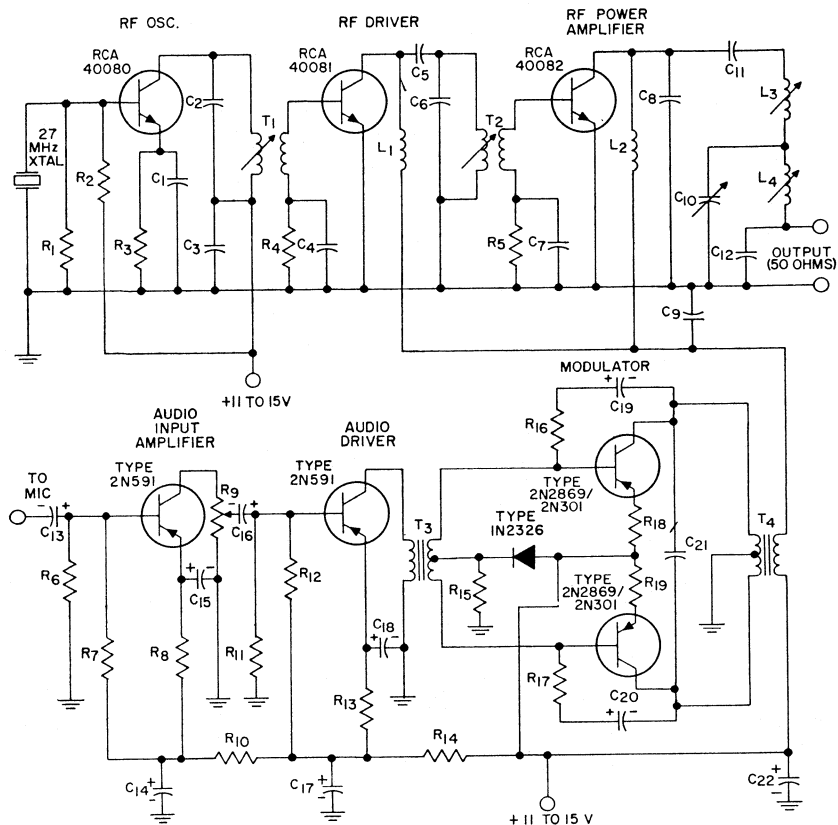 RF OSC.
RF DRIVER
RF POWER
AMPLIFIER
RCA
40080
RCA
40081
RCA
40082
C5
C11
C2
C6
C8
L3
27
MHz
XTAL
T1
L1
T2
L2
R2
C1
C10
L4
R1
R3
C3
R4
C4
R5
C7
C12
OUTPUT
(50 OHMS)
C9
+11 TO 15V
MODULATOR
+ -
C19
AUDIO
INPUT
AMPLIFIER
AUDIO
DRIVER
R16
TYPE
2N591
TYPE
2N591
TO
MIC
R9
- +
C13
- +
C16
TYPE
2N2869/
2N301
T3
TYPE
1N2326
R18
T4
C21
R6
+ -
C15
R12
R15
TYPE
2N2869/
2N301
R19
R7
R8
R11
+ -
C18
R17
R13
C20
+ -
R10
R14
C14
+
-
C17
+
-
C22
+
-
+ 11 TO 15 V